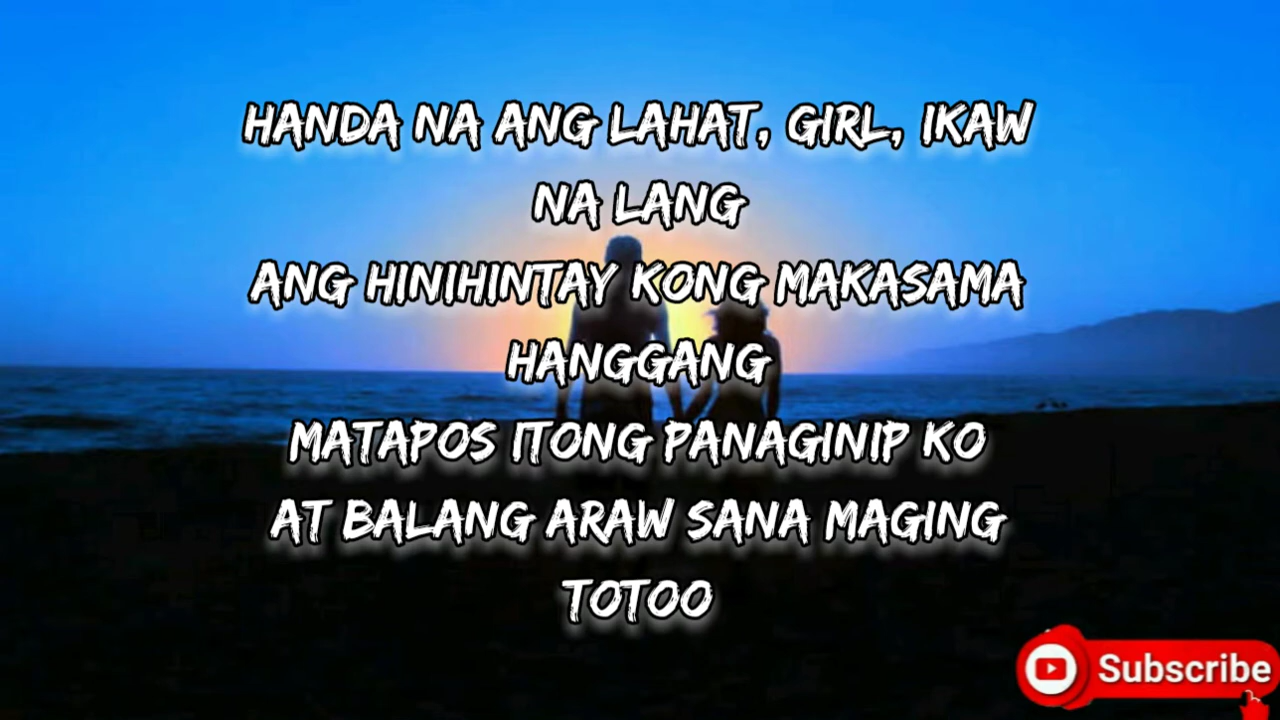 HANDA NA ANG LAHAT, GIRL, IKAW
NA LANG
ANG HINIHINTAY KONG MAKASAMA
HANGGANG
MATAPOS ITONG PANAGINIP KO
AT BALANG ARAW SANA MAGING
TOTOO
Subscribe